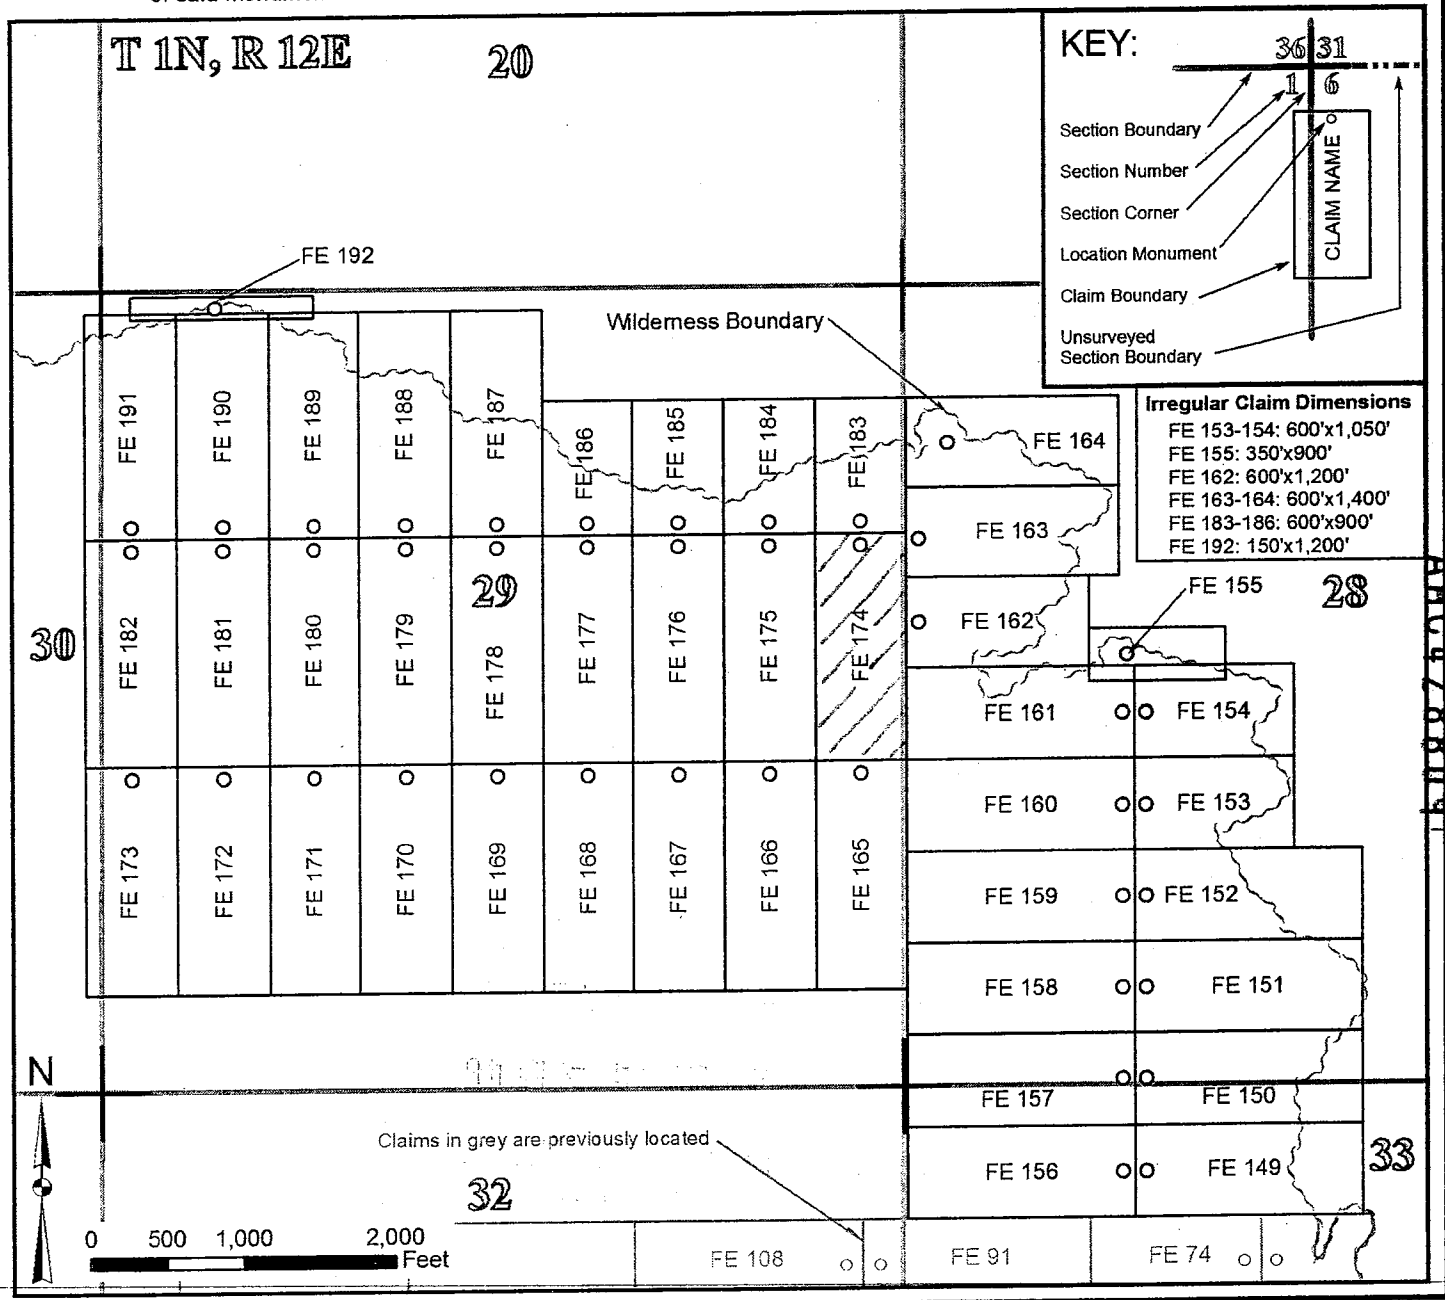 T 1N, R 12E
20
KEY:
36 31
1 6
Section Boundary
Section Number
Section Corner
Location Monument
Claim Boundary
Unsurveyed
Section Boundary
CLAIM NAME
FE 192
Wilderness Boundary
Irregular Claim Dimensions
FE 153-154: 600'x1,050'
FE 155: 350'x900'
FE 162: 600'x1,200'
FE 163-164: 600'x1,400'
FE 183-186: 600'x900'
FE 192: 150'x1,200'
FE 191
FE 190
FE 189
FE 188
FE 187
FE 186
FE 185
FE 184
FE 183
FE 164
FE 163
29
28
30
FE 155
FE 182
FE 181
FE 180
FE 179
FE 178
FE 177
FE 176
FE 175
FE 174
FE 162
FE 161
FE 154
FE 160
FE 153
FE 173
FE 172
FE 171
FE 170
FE 169
FE 168
FE 167
FE 166
FE 165
FE 159
FE 152
FE 158
FE 151
N
FE 157
FE 150
Claims in grey are previously located
FE 156
FE 149
33
32
0 500 1,000 2,000
Feet
FE 108
FE 91
FE 74